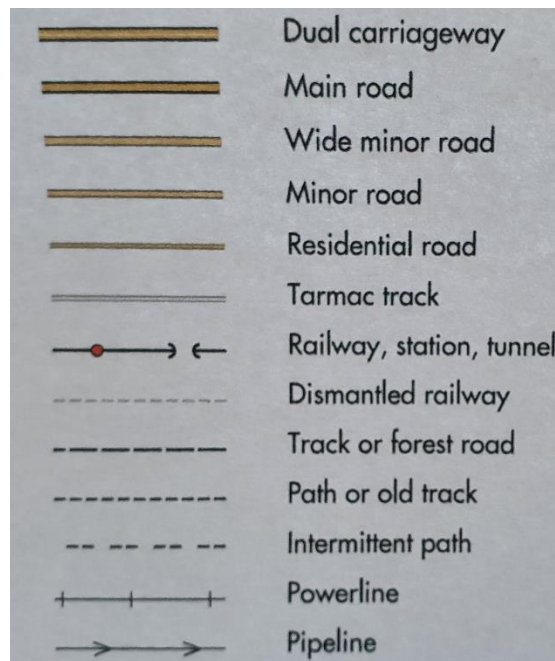 Dual carriageway
Main road
Wide minor road
Minor road
Residential road
Tarmac track
Railway, station, tunnel
Dismantled railway
Track or forest road
Path or old track
Intermittent path
Powerline
Pipeline